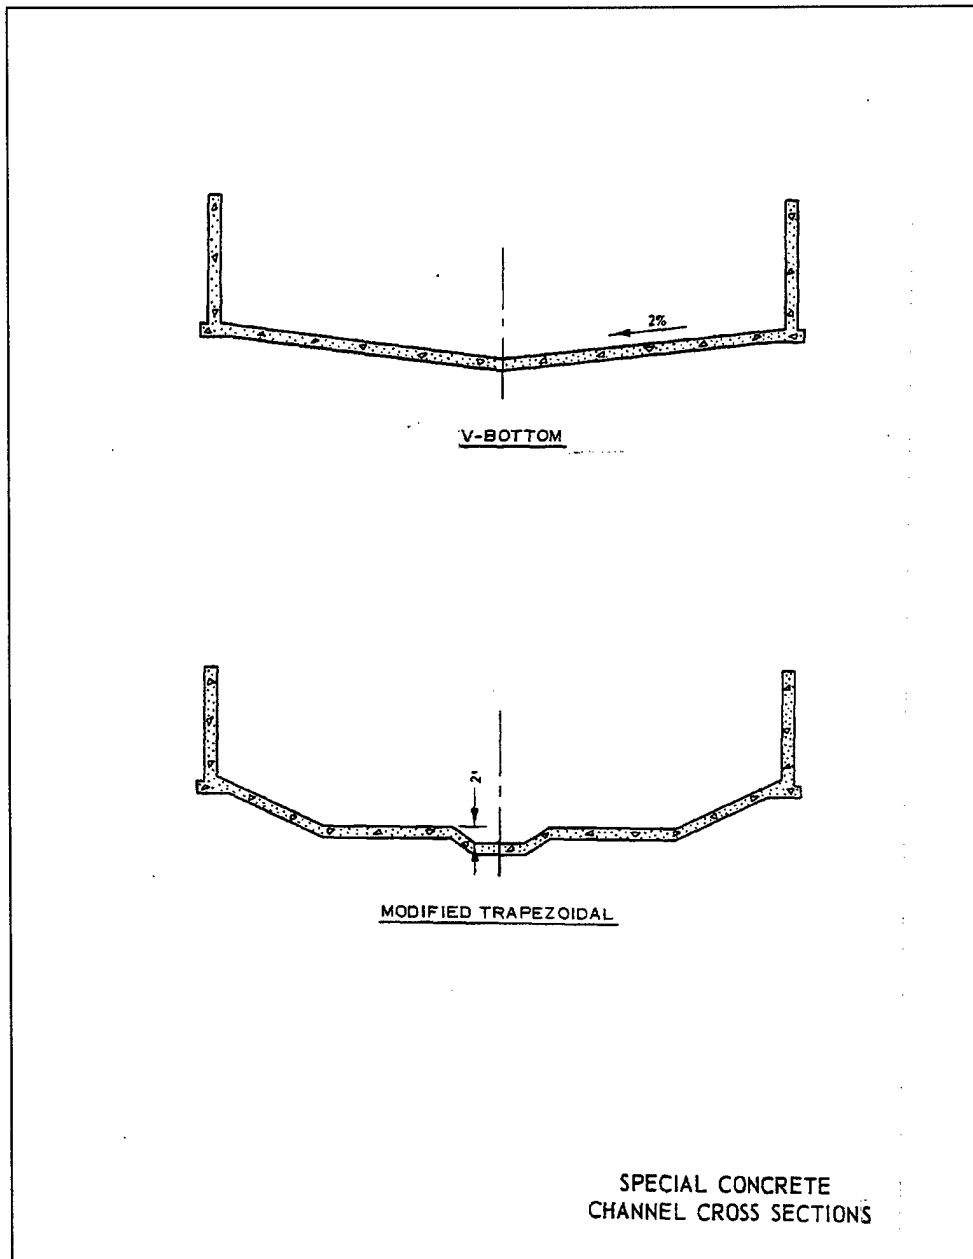 2%
V-BOTTOM
2'
MODIFIED TRAPEZOIDAL
SPECIAL CONCRETE
CHANNEL CROSS SECTIONS